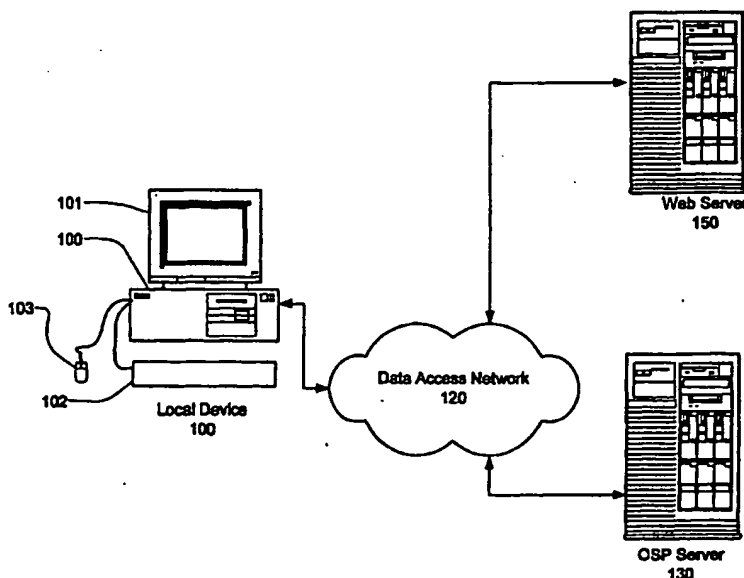 101
100
103
102
Local Device
100
Data Access Network
120
Web Server
150
OSP Server
130